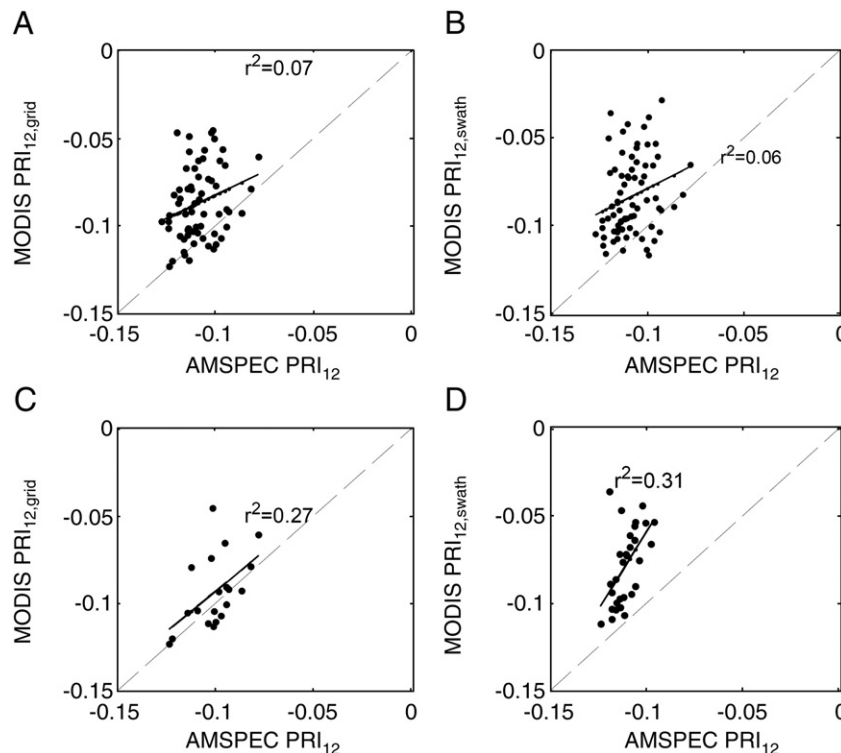 A
0
r²=0.07
MODIS PRI₁₂,grid
-0.05
-0.1
-0.15
-0.15
-0.1
-0.05
0
AMSPEC PRI₁₂
B
0
r²=0.06
MODIS PRI₁₂,swath
-0.05
-0.1
-0.15
-0.15
-0.1
-0.05
0
AMSPEC PRI₁₂
C
0
r²=0.27
MODIS PRI₁₂,grid
-0.05
-0.1
-0.15
-0.15
-0.1
-0.05
0
AMSPEC PRI₁₂
D
0
r²=0.31
MODIS PRI₁₂,swath
-0.05
-0.1
-0.15
-0.15
-0.1
-0.05
0
AMSPEC PRI₁₂